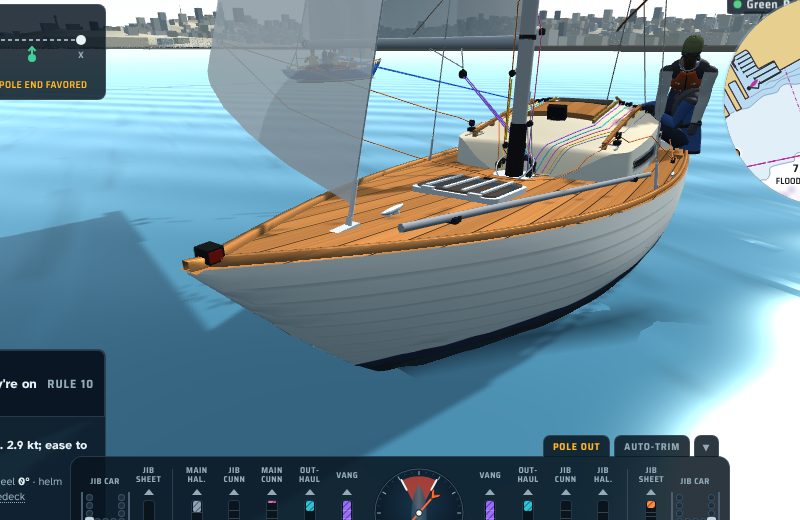 Green
x
POLE END FAVORED
7
FLOOD
y're on RULE 10
. 2.9 kt; ease to
eel 0° · helm
edeck
POLE OUT AUTO-TRIM ▼
JIB CAR
JIB SHEET
MAIN HAL.
JIB CUNN
MAIN CUNN
OUT-HAUL
VANG
VANG
OUT-HAUL
JIB CUNN
JIB HAL.
JIB SHEET
JIB CAR